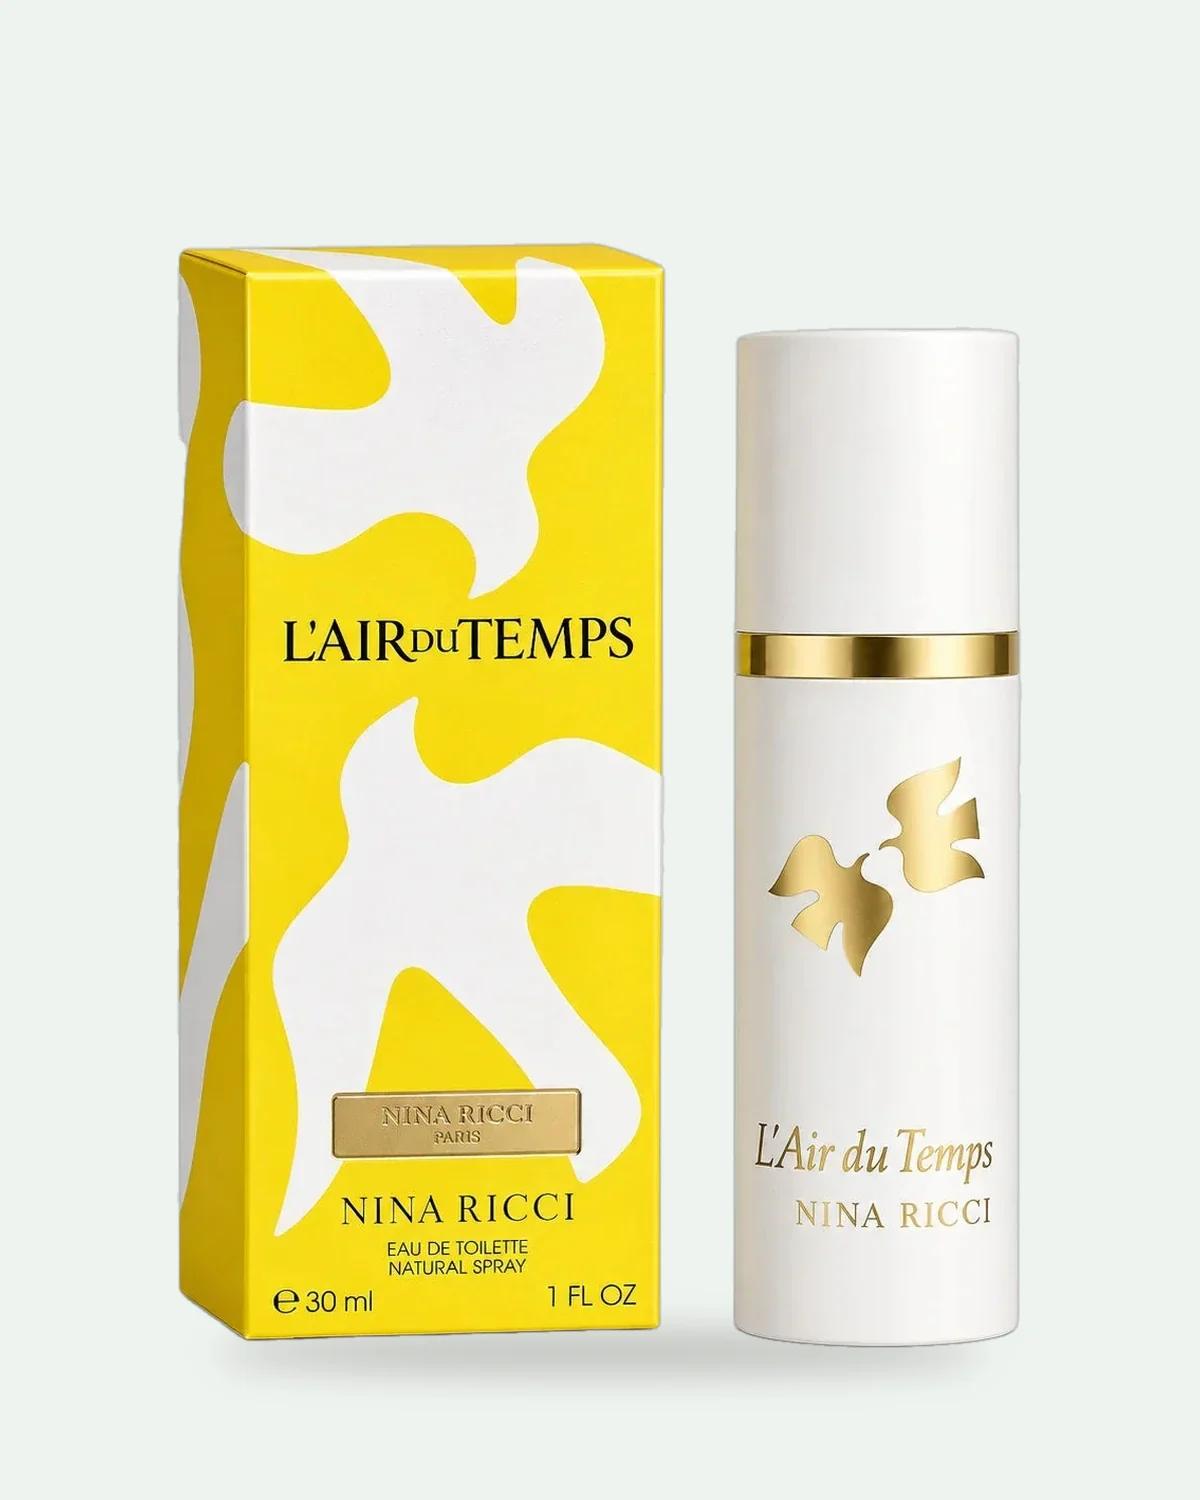 L'AIR DU TEMPS
NINA RICCI
PARIS
NINA RICCI
EAU DE TOILETTE
NATURAL SPRAY
℮ 30 ml
1 FL OZ
L'Air du Temps
NINA RICCI